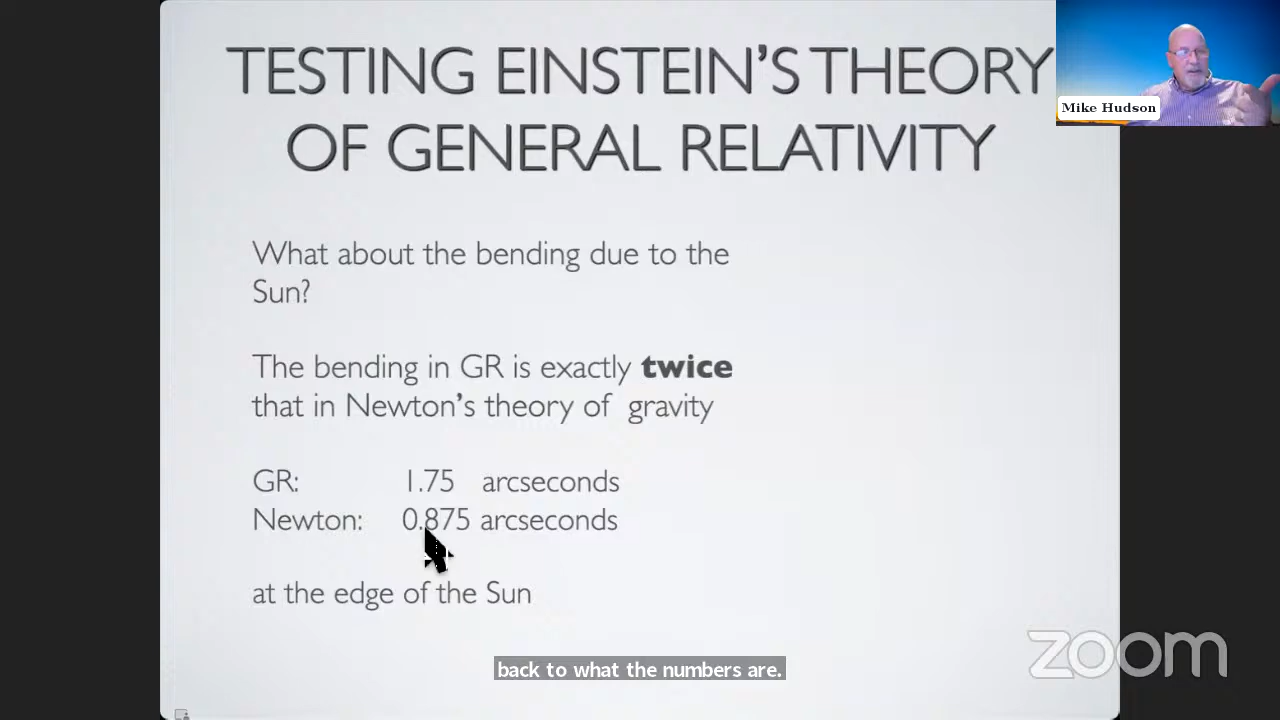 TESTING EINSTEIN’S THEORY
OF GENERAL RELATIVITY
Mike Hudson
What about the bending due to the
Sun?
The bending in GR is exactly twice
that in Newton’s theory of gravity
GR: 1.75 arcseconds
Newton: 0.875 arcseconds
at the edge of the Sun
zoom
back to what the numbers are.